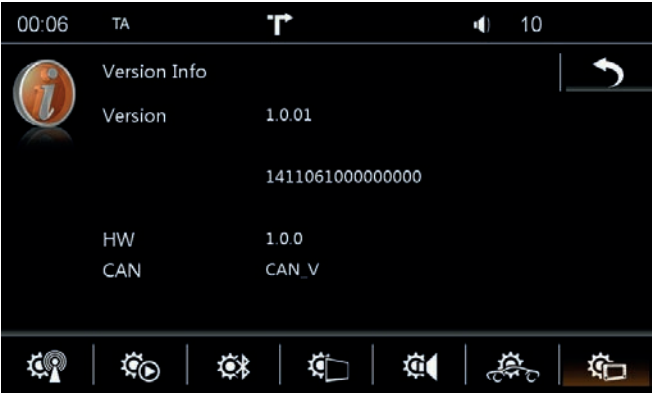 00:06 TA 10
Version Info
Version 1.0.01
1411061000000000
HW 1.0.0
CAN CAN_V